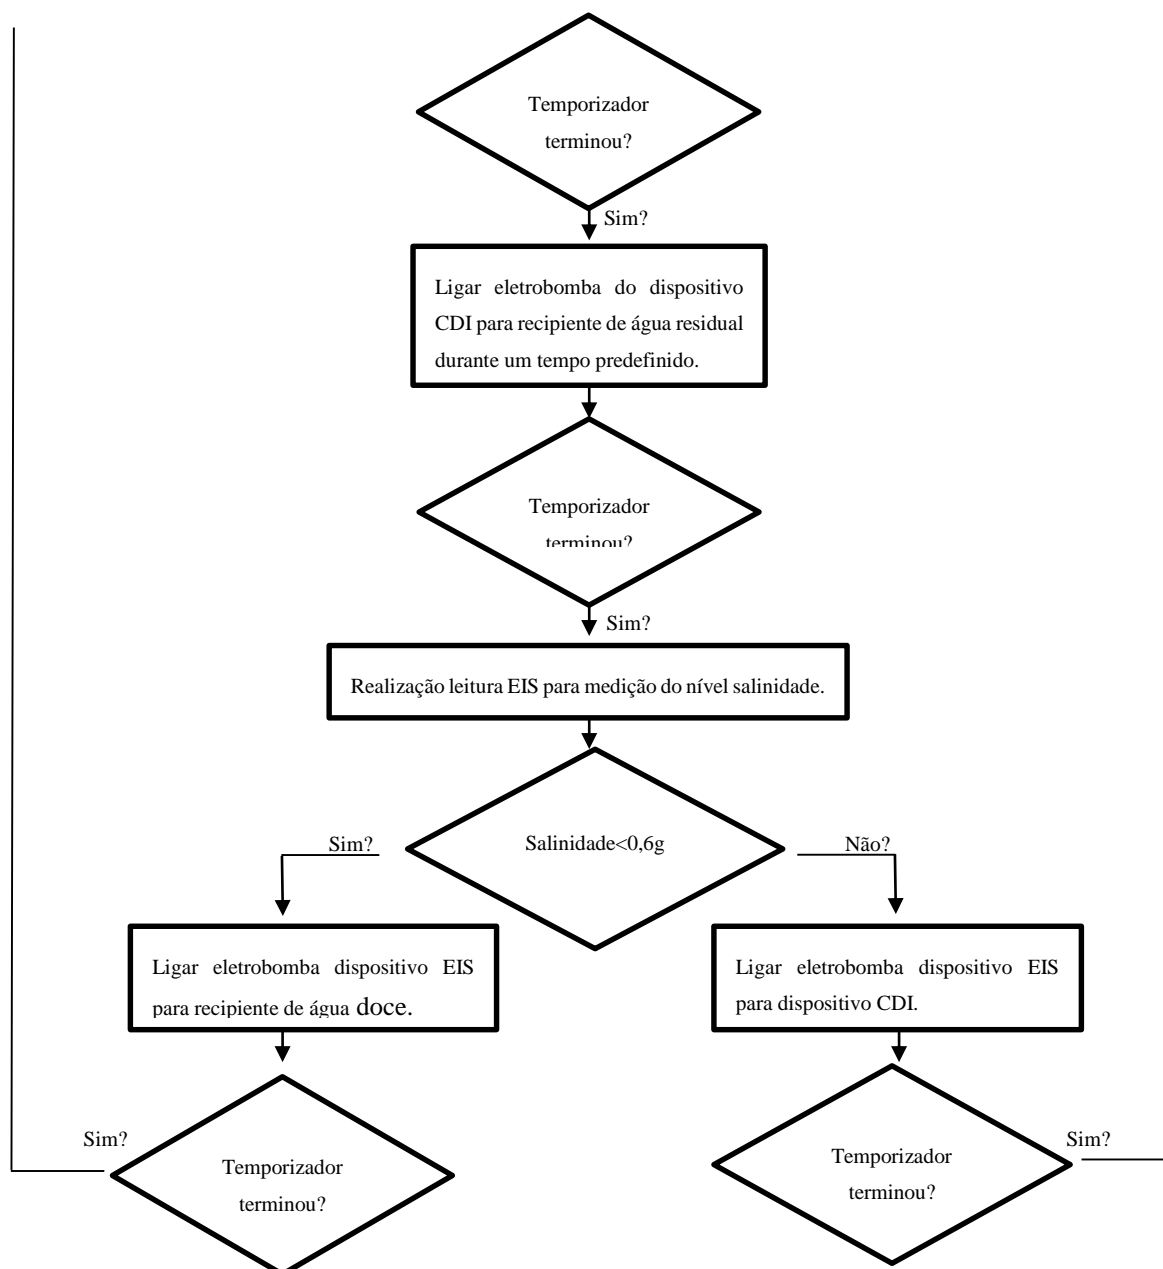 Temporizador
terminou?
Sim?
Ligar eletrobomba do dispositivo
CDI para recipiente de água residual
durante um tempo predefinido.
Temporizador
terminou?
Sim?
Realização leitura EIS para medição do nível salinidade.
Salinidade<0,6g
Sim?
Não?
Ligar eletrobomba dispositivo EIS
para recipiente de água doce.
Ligar eletrobomba dispositivo EIS
para dispositivo CDI.
Sim?
Temporizador
terminou?
Temporizador
terminou?
Sim?